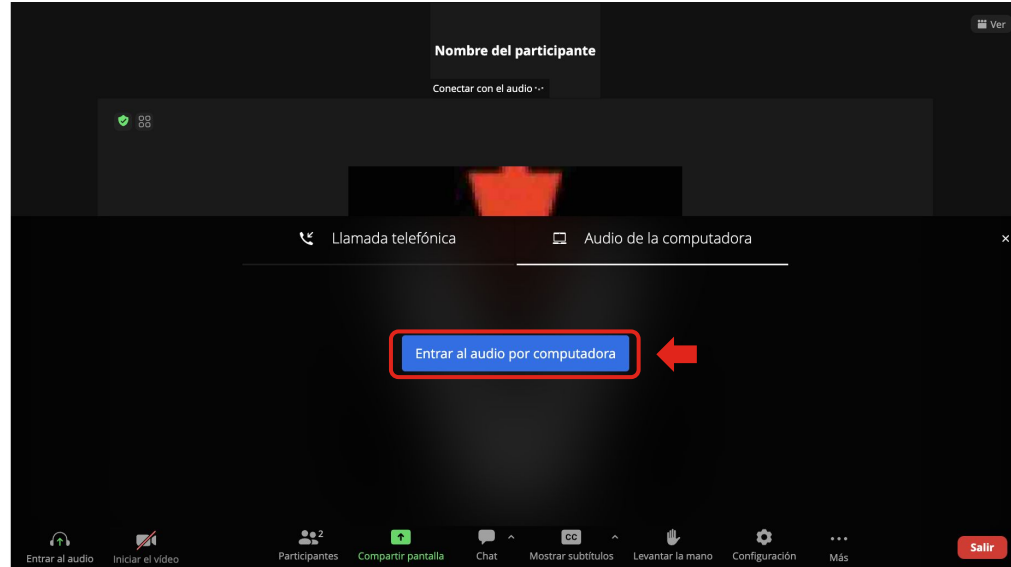 Ver
Nombre del participante
Conectar con el audio
Llamada telefónica
Audio de la computadora
Entrar al audio por computadora
Entrar al audio
Iniciar el vídeo
2
Participantes
Compartir pantalla
Chat
CC
Mostrar subtítulos
Levantar la mano
Configuración
Más
Salir